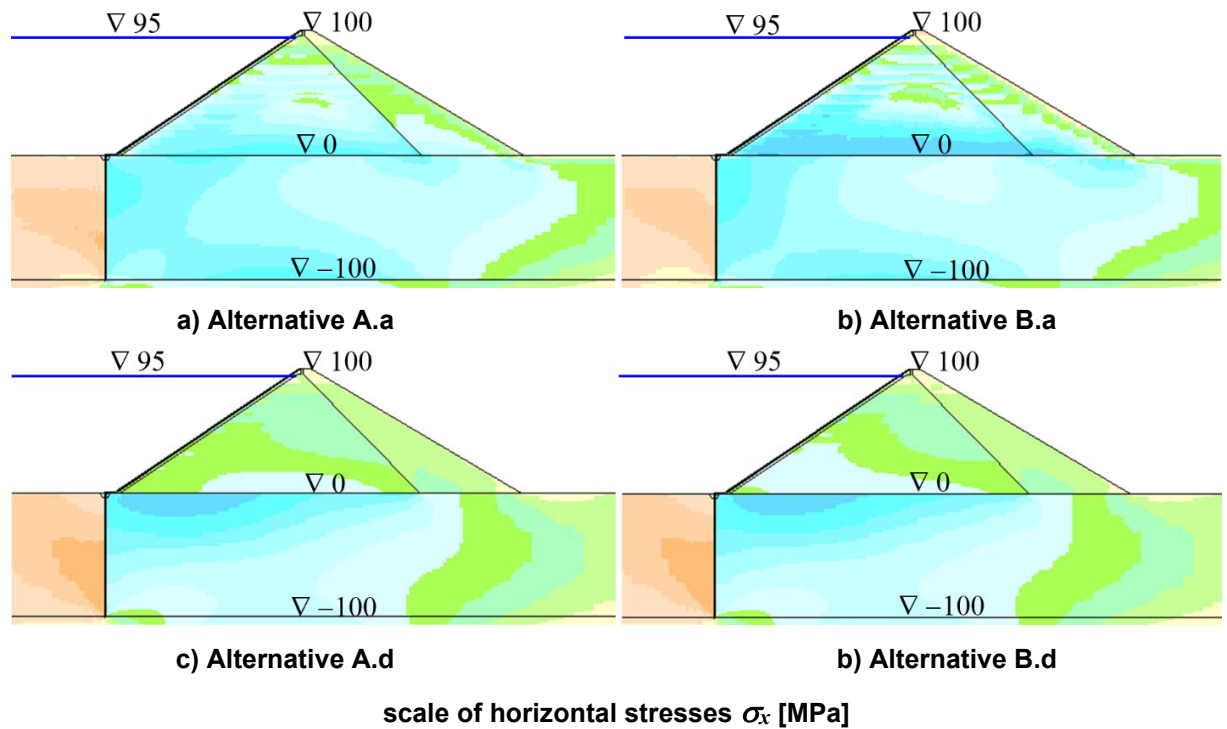 ∇ 95 ∇ 100
∇ 0
∇ –100
a) Alternative A.a
∇ 95 ∇ 100
∇ 0
∇ –100
b) Alternative B.a
∇ 95 ∇ 100
∇ 0
∇ –100
c) Alternative A.d
∇ 95 ∇ 100
∇ 0
∇ –100
b) Alternative B.d
scale of horizontal stresses σx [MPa]